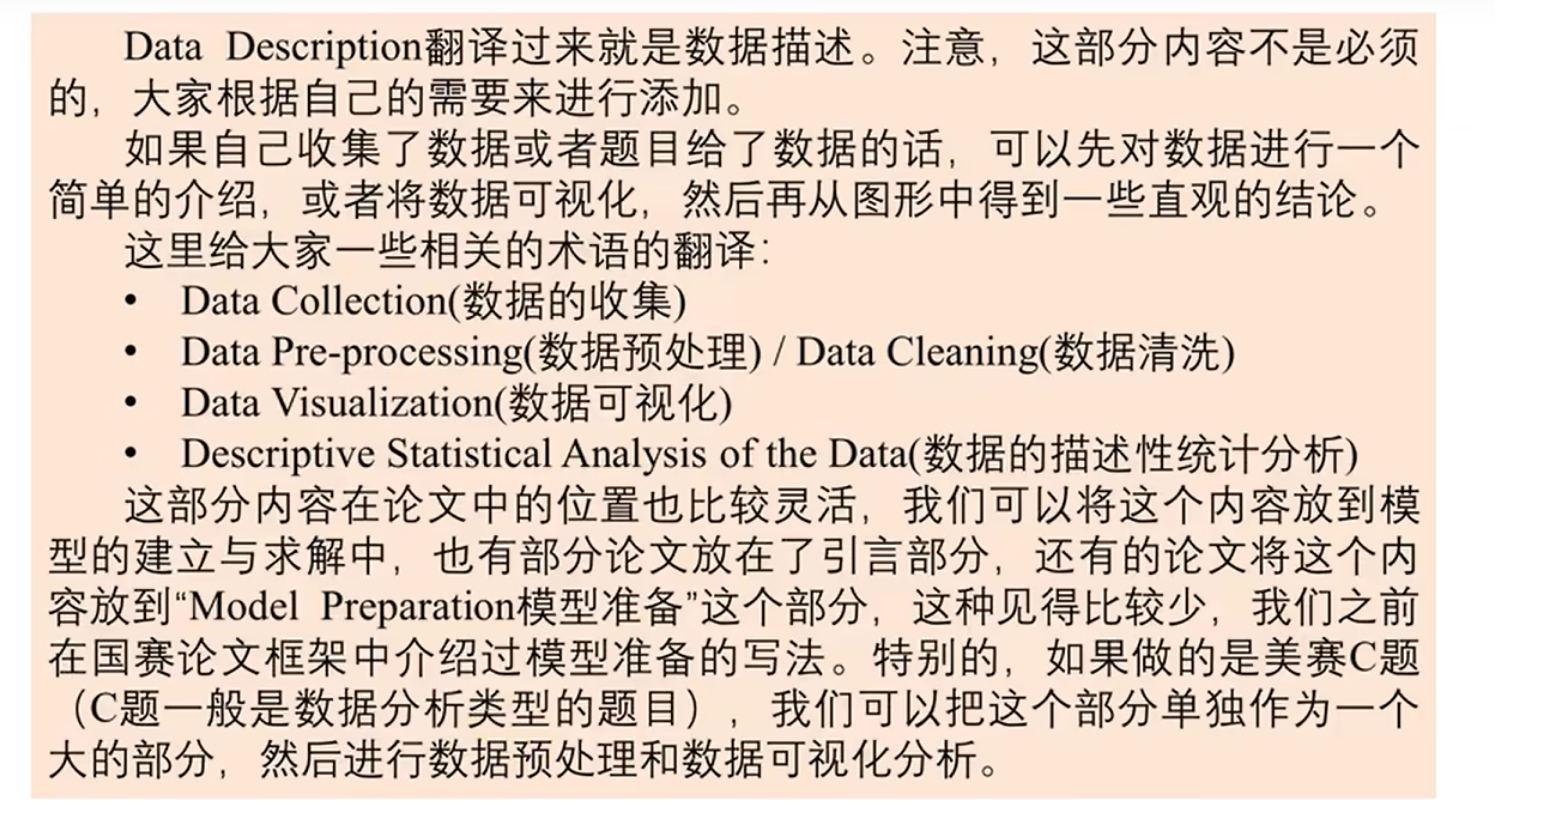 Data Description翻译过来就是数据描述。注意，这部分内容不是必须
的，大家根据自己的需要来进行添加。
如果自己收集了数据或者题目给了数据的话，可以先对数据进行一个
简单的介绍，或者将数据可视化，然后再从图形中得到一些直观的结论。
这里给大家一些相关的术语的翻译：
• Data Collection(数据的收集)
• Data Pre-processing(数据预处理) / Data Cleaning(数据清洗)
• Data Visualization(数据可视化)
• Descriptive Statistical Analysis of the Data(数据的描述性统计分析)
这部分内容在论文中的位置也比较灵活，我们可以将这个内容放到模
型的建立与求解中，也有部分论文放在了引言部分，还有的论文将这个内
容放到“Model Preparation模型准备”这个部分，这种见得比较少，我们之前
在国赛论文框架中介绍过模型准备的写法。特别的，如果做的是美赛C题
（C题一般是数据分析类型的题目），我们可以把这个部分单独作为一个
大的部分，然后进行数据预处理和数据可视化分析。